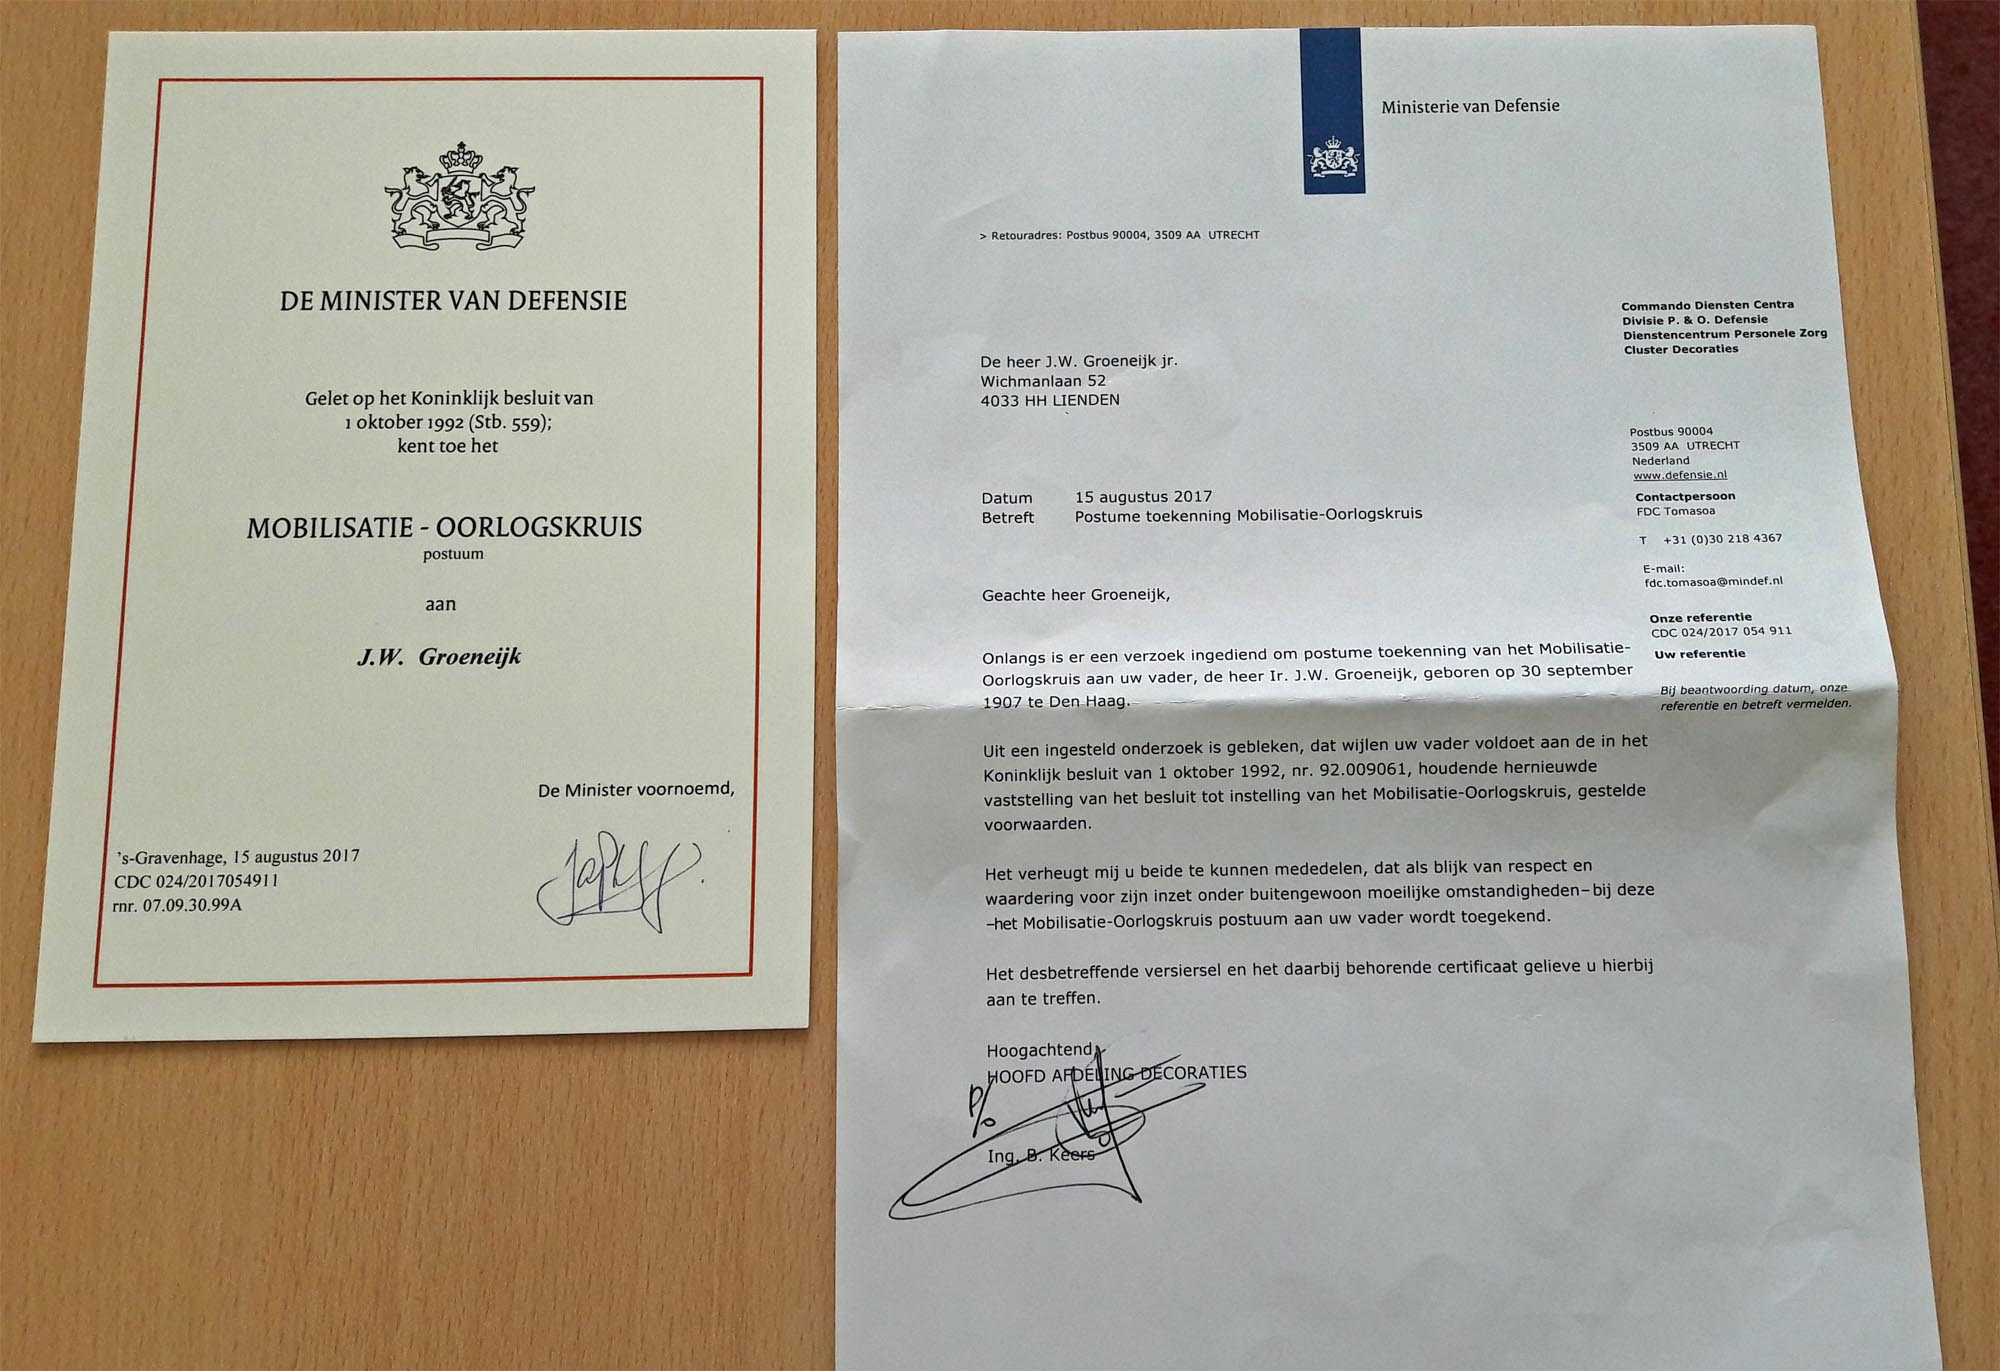 DE MINISTER VAN DEFENSIE
Gelet op het Koninklijk besluit van
1 oktober 1992 (Stb. 559);
kent toe het
MOBILISATIE - OORLOGSKRUIS
postuum
aan
J.W. Groeneijk
De Minister voornoemd,
's-Gravenhage, 15 augustus 2017
CDC 024/2017054911
rnr. 07.09.30.99A
Ministerie van Defensie
> Retouradres: Postbus 90004, 3509 AA UTRECHT
Commando Diensten Centra
Divisie P. & O. Defensie
Dienstencentrum Personele Zorg
Cluster Decoraties
De heer J.W. Groeneijk jr.
Wichmanlaan 52
4033 HH LIENDEN
Postbus 90004
3509 AA UTRECHT
Nederland
www.defensie.nl
Contactpersoon
FDC Tomasoa
T +31 (0)30 218 4367
E-mail:
fdc.tomasoa@mindef.nl
Onze referentie
CDC 024/2017 054 911
Uw referentie
Bij beantwoording datum, onze
referentie en betreft vermelden.
Datum 15 augustus 2017
Betreft Postume toekenning Mobilisatie-Oorlogskruis
Geachte heer Groeneijk,
Onlangs is er een verzoek ingediend om postume toekenning van het Mobilisatie-
Oorlogskruis aan uw vader, de heer Ir. J.W. Groeneijk, geboren op 30 september
1907 te Den Haag.
Uit een ingesteld onderzoek is gebleken, dat wijlen uw vader voldoet aan de in het
Koninklijk besluit van 1 oktober 1992, nr. 92.009061, houdende hernieuwde
vaststelling van het besluit tot instelling van het Mobilisatie-Oorlogskruis, gestelde
voorwaarden.
Het verheugt mij u beide te kunnen mededelen, dat als blijk van respect en
waardering voor zijn inzet onder buitengewoon moeilijke omstandigheden–bij deze
–het Mobilisatie-Oorlogskruis postuum aan uw vader wordt toegekend.
Het desbetreffende versiersel en het daarbij behorende certificaat gelieve u hierbij
aan te treffen.
Hoogachtend,
HOOFD AFDELING DECORATIES
P/o
Ing. B. Keers